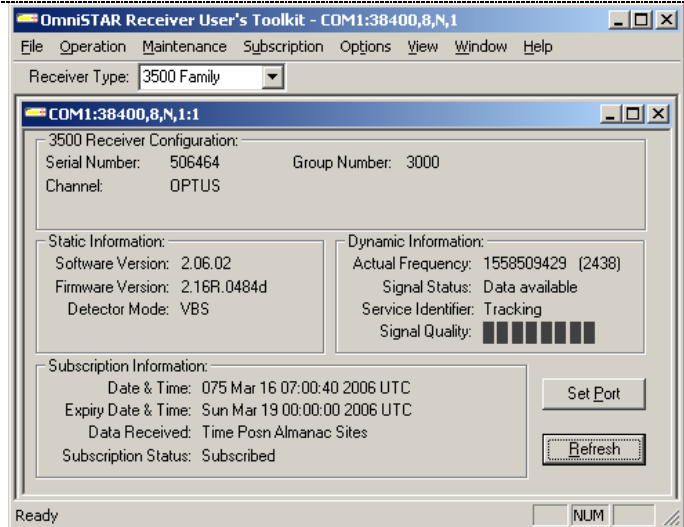 OmniSTAR Receiver User's Toolkit - COM1:38400,8,N,1
File Operation Maintenance Subscription Options View Window Help
Receiver Type: 3500 Family
COM1:38400,8,N,1:1
3500 Receiver Configuration:
Serial Number: 506464 Group Number: 3000
Channel: OPTUS
Static Information:
Software Version: 2.06.02
Firmware Version: 2.16R.0484d
Detector Mode: VBS
Dynamic Information:
Actual Frequency: 1558509429 (2438)
Signal Status: Data available
Service Identifier: Tracking
Signal Quality:
Subscription Information:
Date & Time: 075 Mar 16 07:00:40 2006 UTC
Expiry Date & Time: Sun Mar 19 00:00:00 2006 UTC
Data Received: Time Posn Almanac Sites
Subscription Status: Subscribed
Set Port
Refresh
Ready NUM